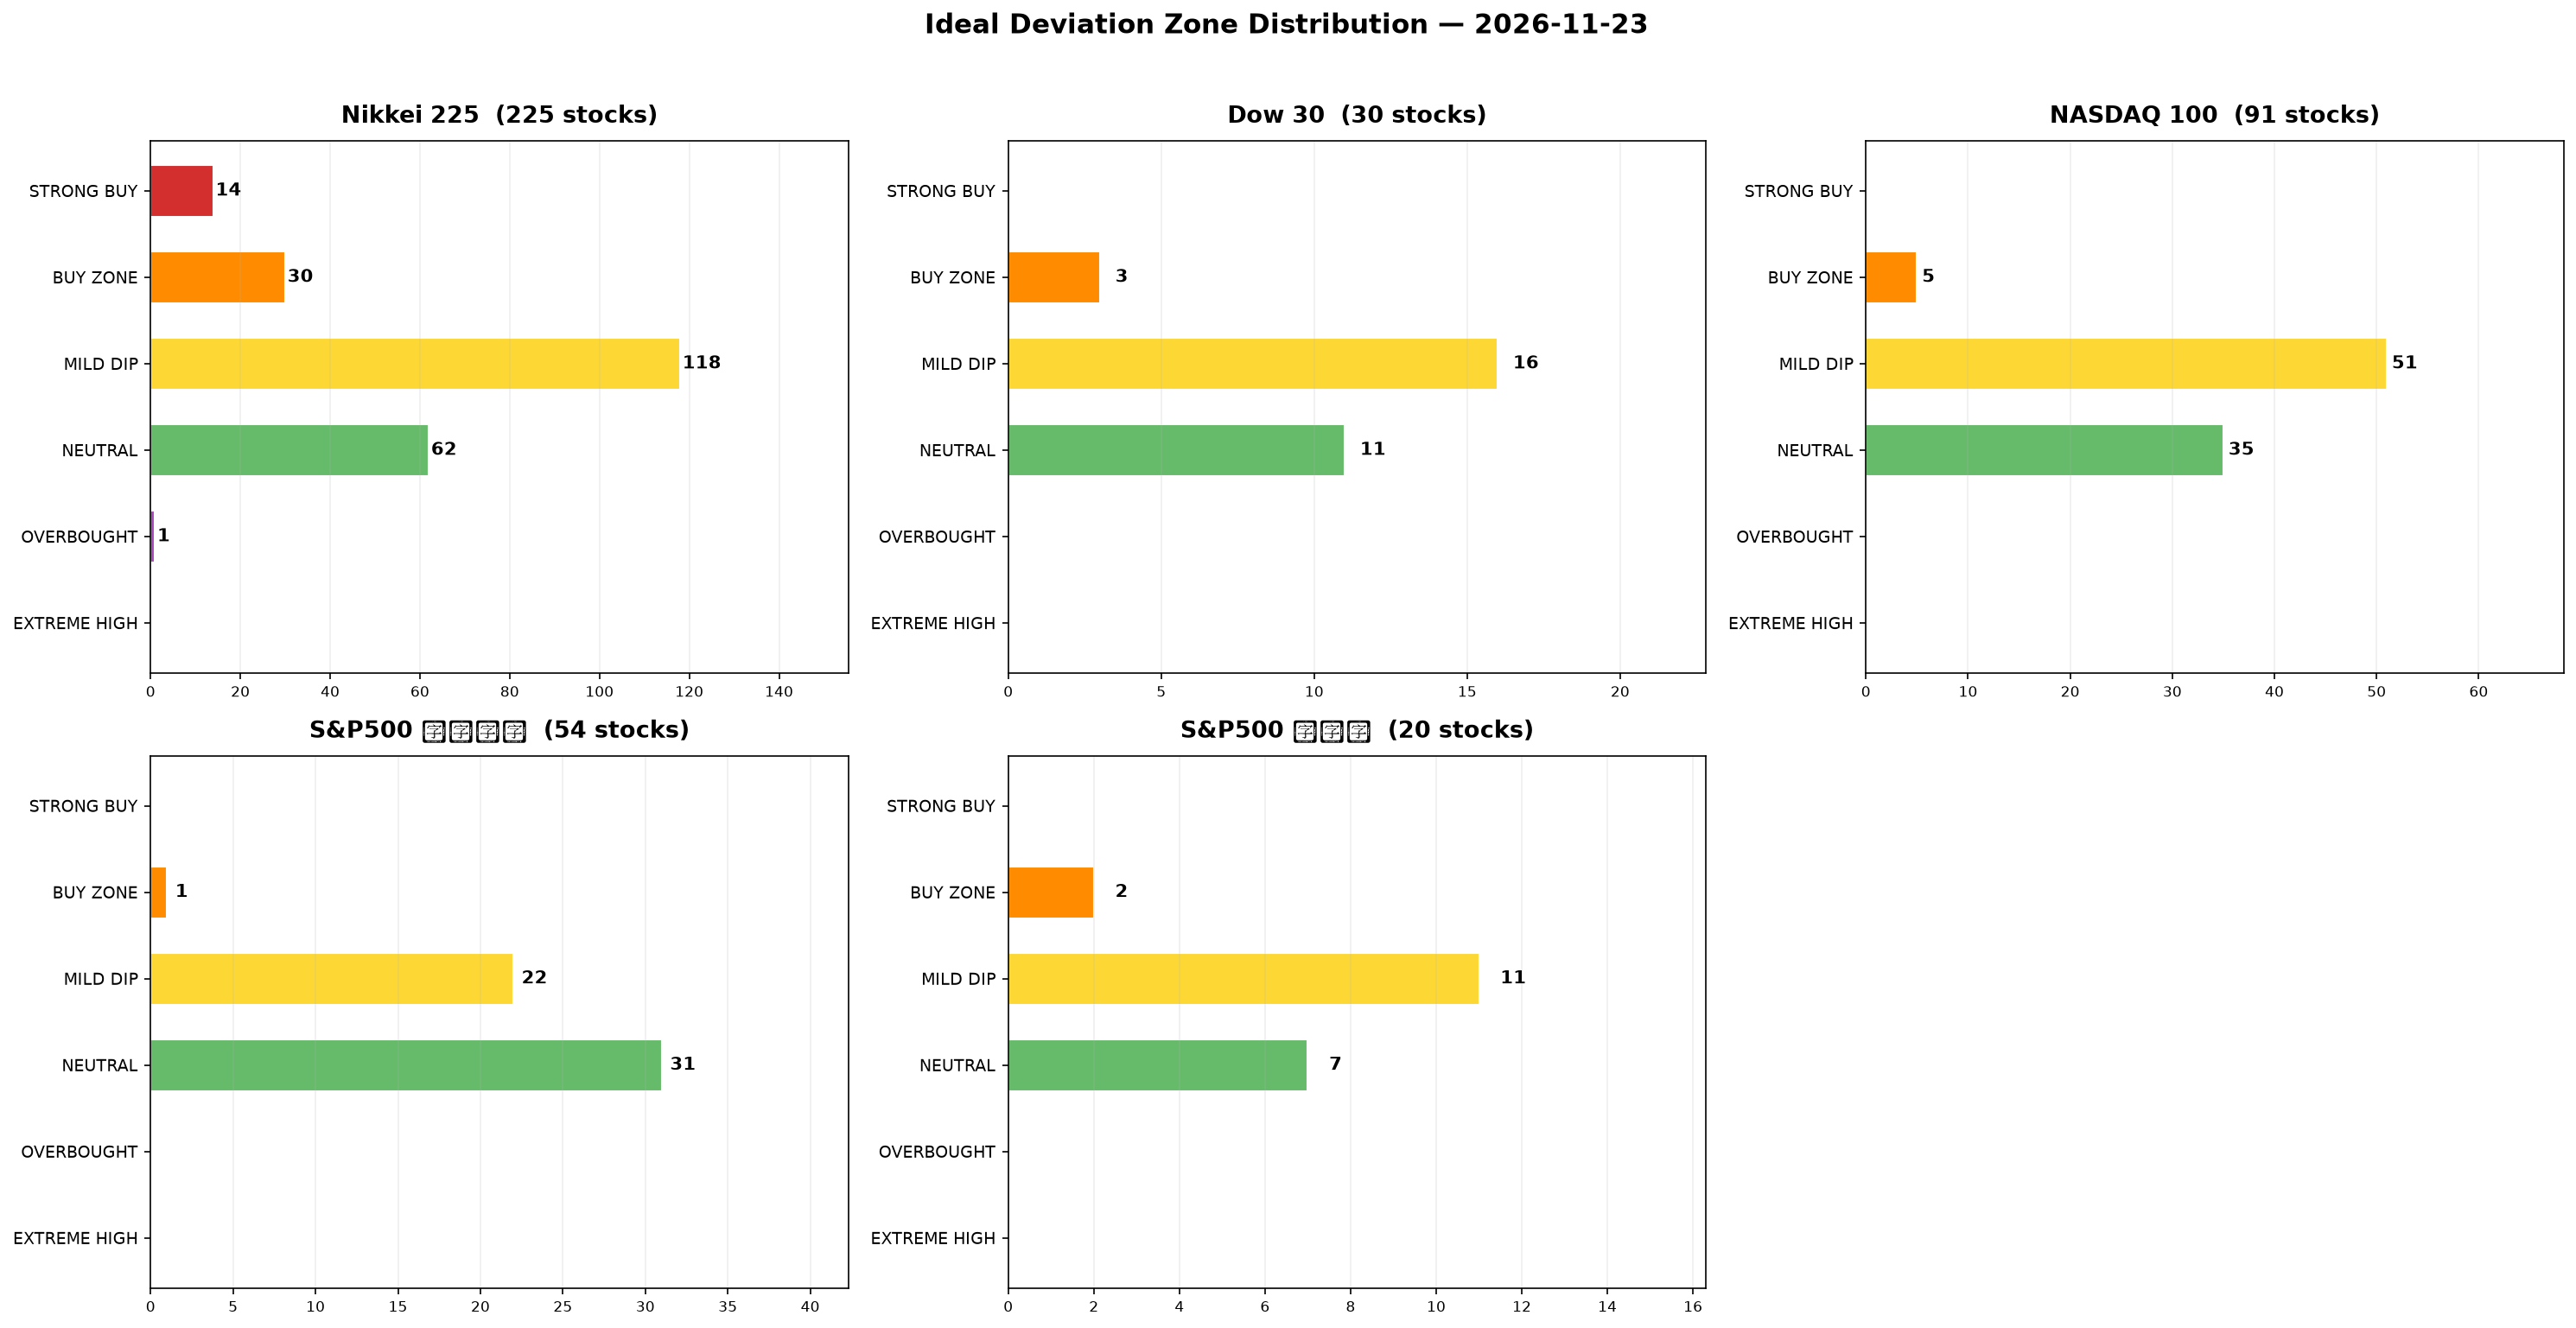 Ideal Deviation Zone Distribution — 2026-11-23
Nikkei 225 (225 stocks)
STRONG BUY 14
BUY ZONE 30
MILD DIP 118
NEUTRAL 62
OVERBOUGHT 1
EXTREME HIGH
0 20 40 60 80 100 120 140
Dow 30 (30 stocks)
STRONG BUY
BUY ZONE 3
MILD DIP 16
NEUTRAL 11
OVERBOUGHT
EXTREME HIGH
0 5 10 15 20
NASDAQ 100 (91 stocks)
STRONG BUY
BUY ZONE 5
MILD DIP 51
NEUTRAL 35
OVERBOUGHT
EXTREME HIGH
0 10 20 30 40 50 60
S&P500 (54 stocks)
STRONG BUY
BUY ZONE 1
MILD DIP 22
NEUTRAL 31
OVERBOUGHT
EXTREME HIGH
0 5 10 15 20 25 30 35 40
S&P500 (20 stocks)
STRONG BUY
BUY ZONE 2
MILD DIP 11
NEUTRAL 7
OVERBOUGHT
EXTREME HIGH
0 2 4 6 8 10 12 14 16